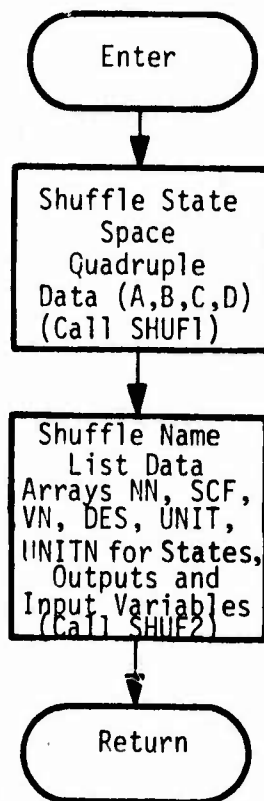 Enter
Shuffle State
Space
Quadruple
Data (A,B,C,D)
(Call SHUF1)
Shuffle Name
List Data
Arrays NN, SCF,
VN, DES, UNIT,
UNITN for States,
Outputs and
Input Variables
(Call SHUF2)
Return